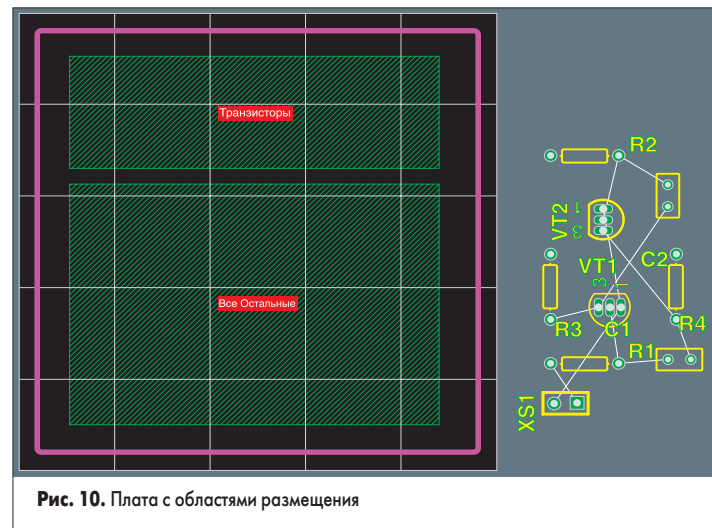 Транзисторы
Все Остальные
R2
VT2
1
3
VT1
3
1
C2
R3
C1
R4
R1
XS1
Рис. 10. Плата с областями размещения